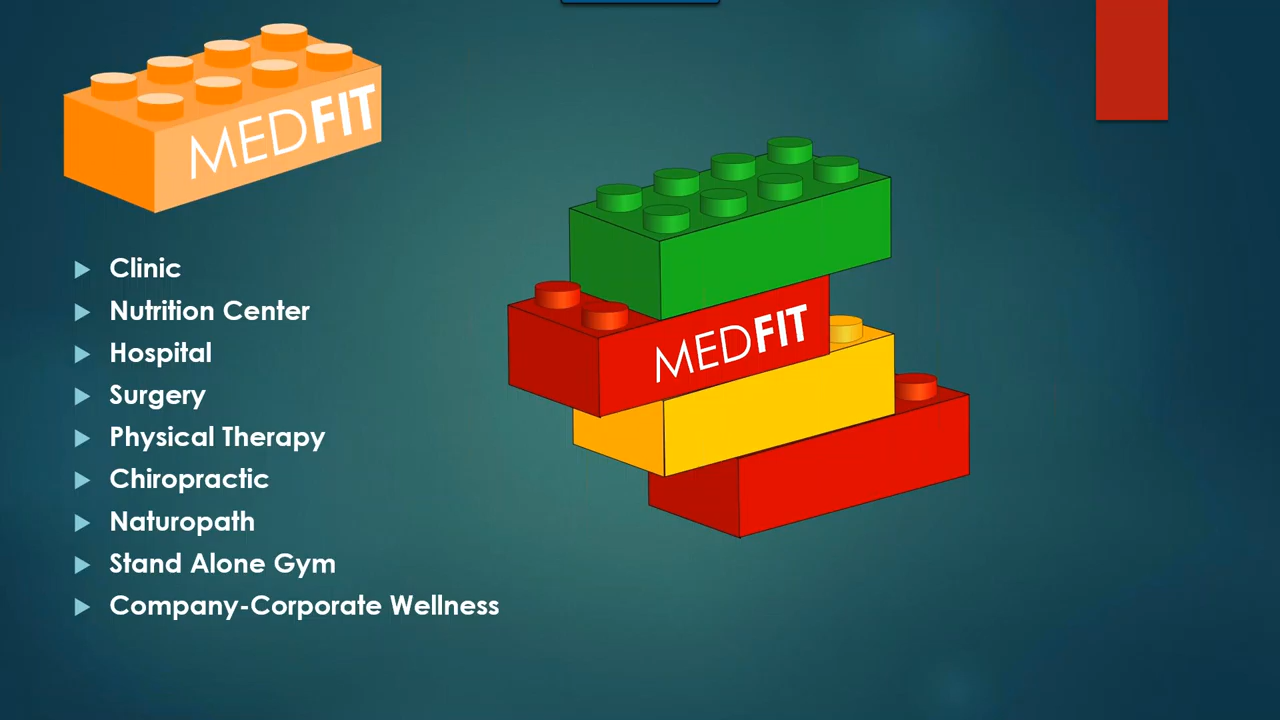 MEDFIT
Clinic
Nutrition Center
Hospital
Surgery
Physical Therapy
Chiropractic
Naturopath
Stand Alone Gym
Company-Corporate Wellness
MEDFIT